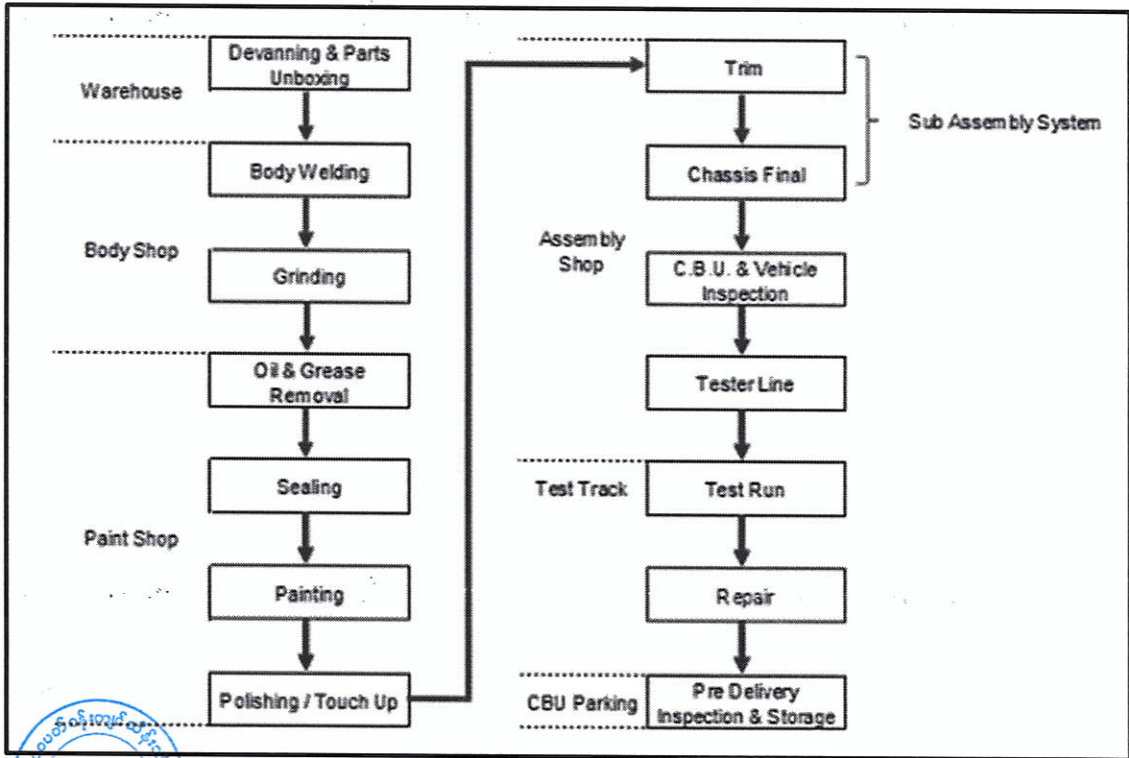 Devanning & Parts
Unboxing
Warehouse
Body Welding
Body Shop
Grinding
Oil & Grease
Removal
Sealing
Paint Shop
Painting
Polishing / Touch Up
Trim
Sub Assembly System
Chassis Final
Assembly
Shop
C.B.U. & Vehicle
Inspection
Tester Line
Test Track
Test Run
Repair
CBU Parking
Pre Delivery
Inspection & Storage